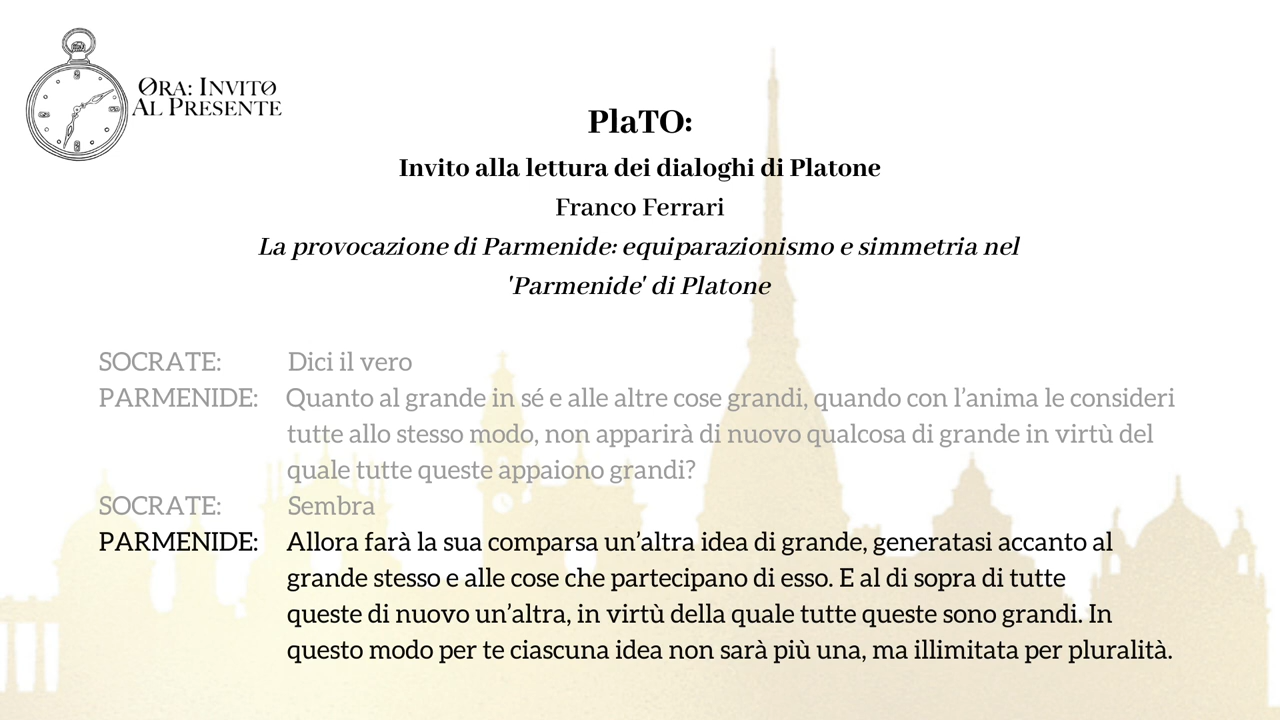 ØRA: INVITØ
AL PRESENTE
PlaTO:
Invito alla lettura dei dialoghi di Platone
Franco Ferrari
La provocazione di Parmenide: equiparazionismo e simmetria nel
'Parmenide' di Platone
SOCRATE: Dici il vero
PARMENIDE: Quanto al grande in sé e alle altre cose grandi, quando con l’anima le consideri
tutte allo stesso modo, non apparirà di nuovo qualcosa di grande in virtù del
quale tutte queste appaiono grandi?
SOCRATE: Sembra
PARMENIDE: Allora farà la sua comparsa un’altra idea di grande, generatasi accanto al
grande stesso e alle cose che partecipano di esso. E al di sopra di tutte
queste di nuovo un’altra, in virtù della quale tutte queste sono grandi. In
questo modo per te ciascuna idea non sarà più una, ma illimitata per pluralità.